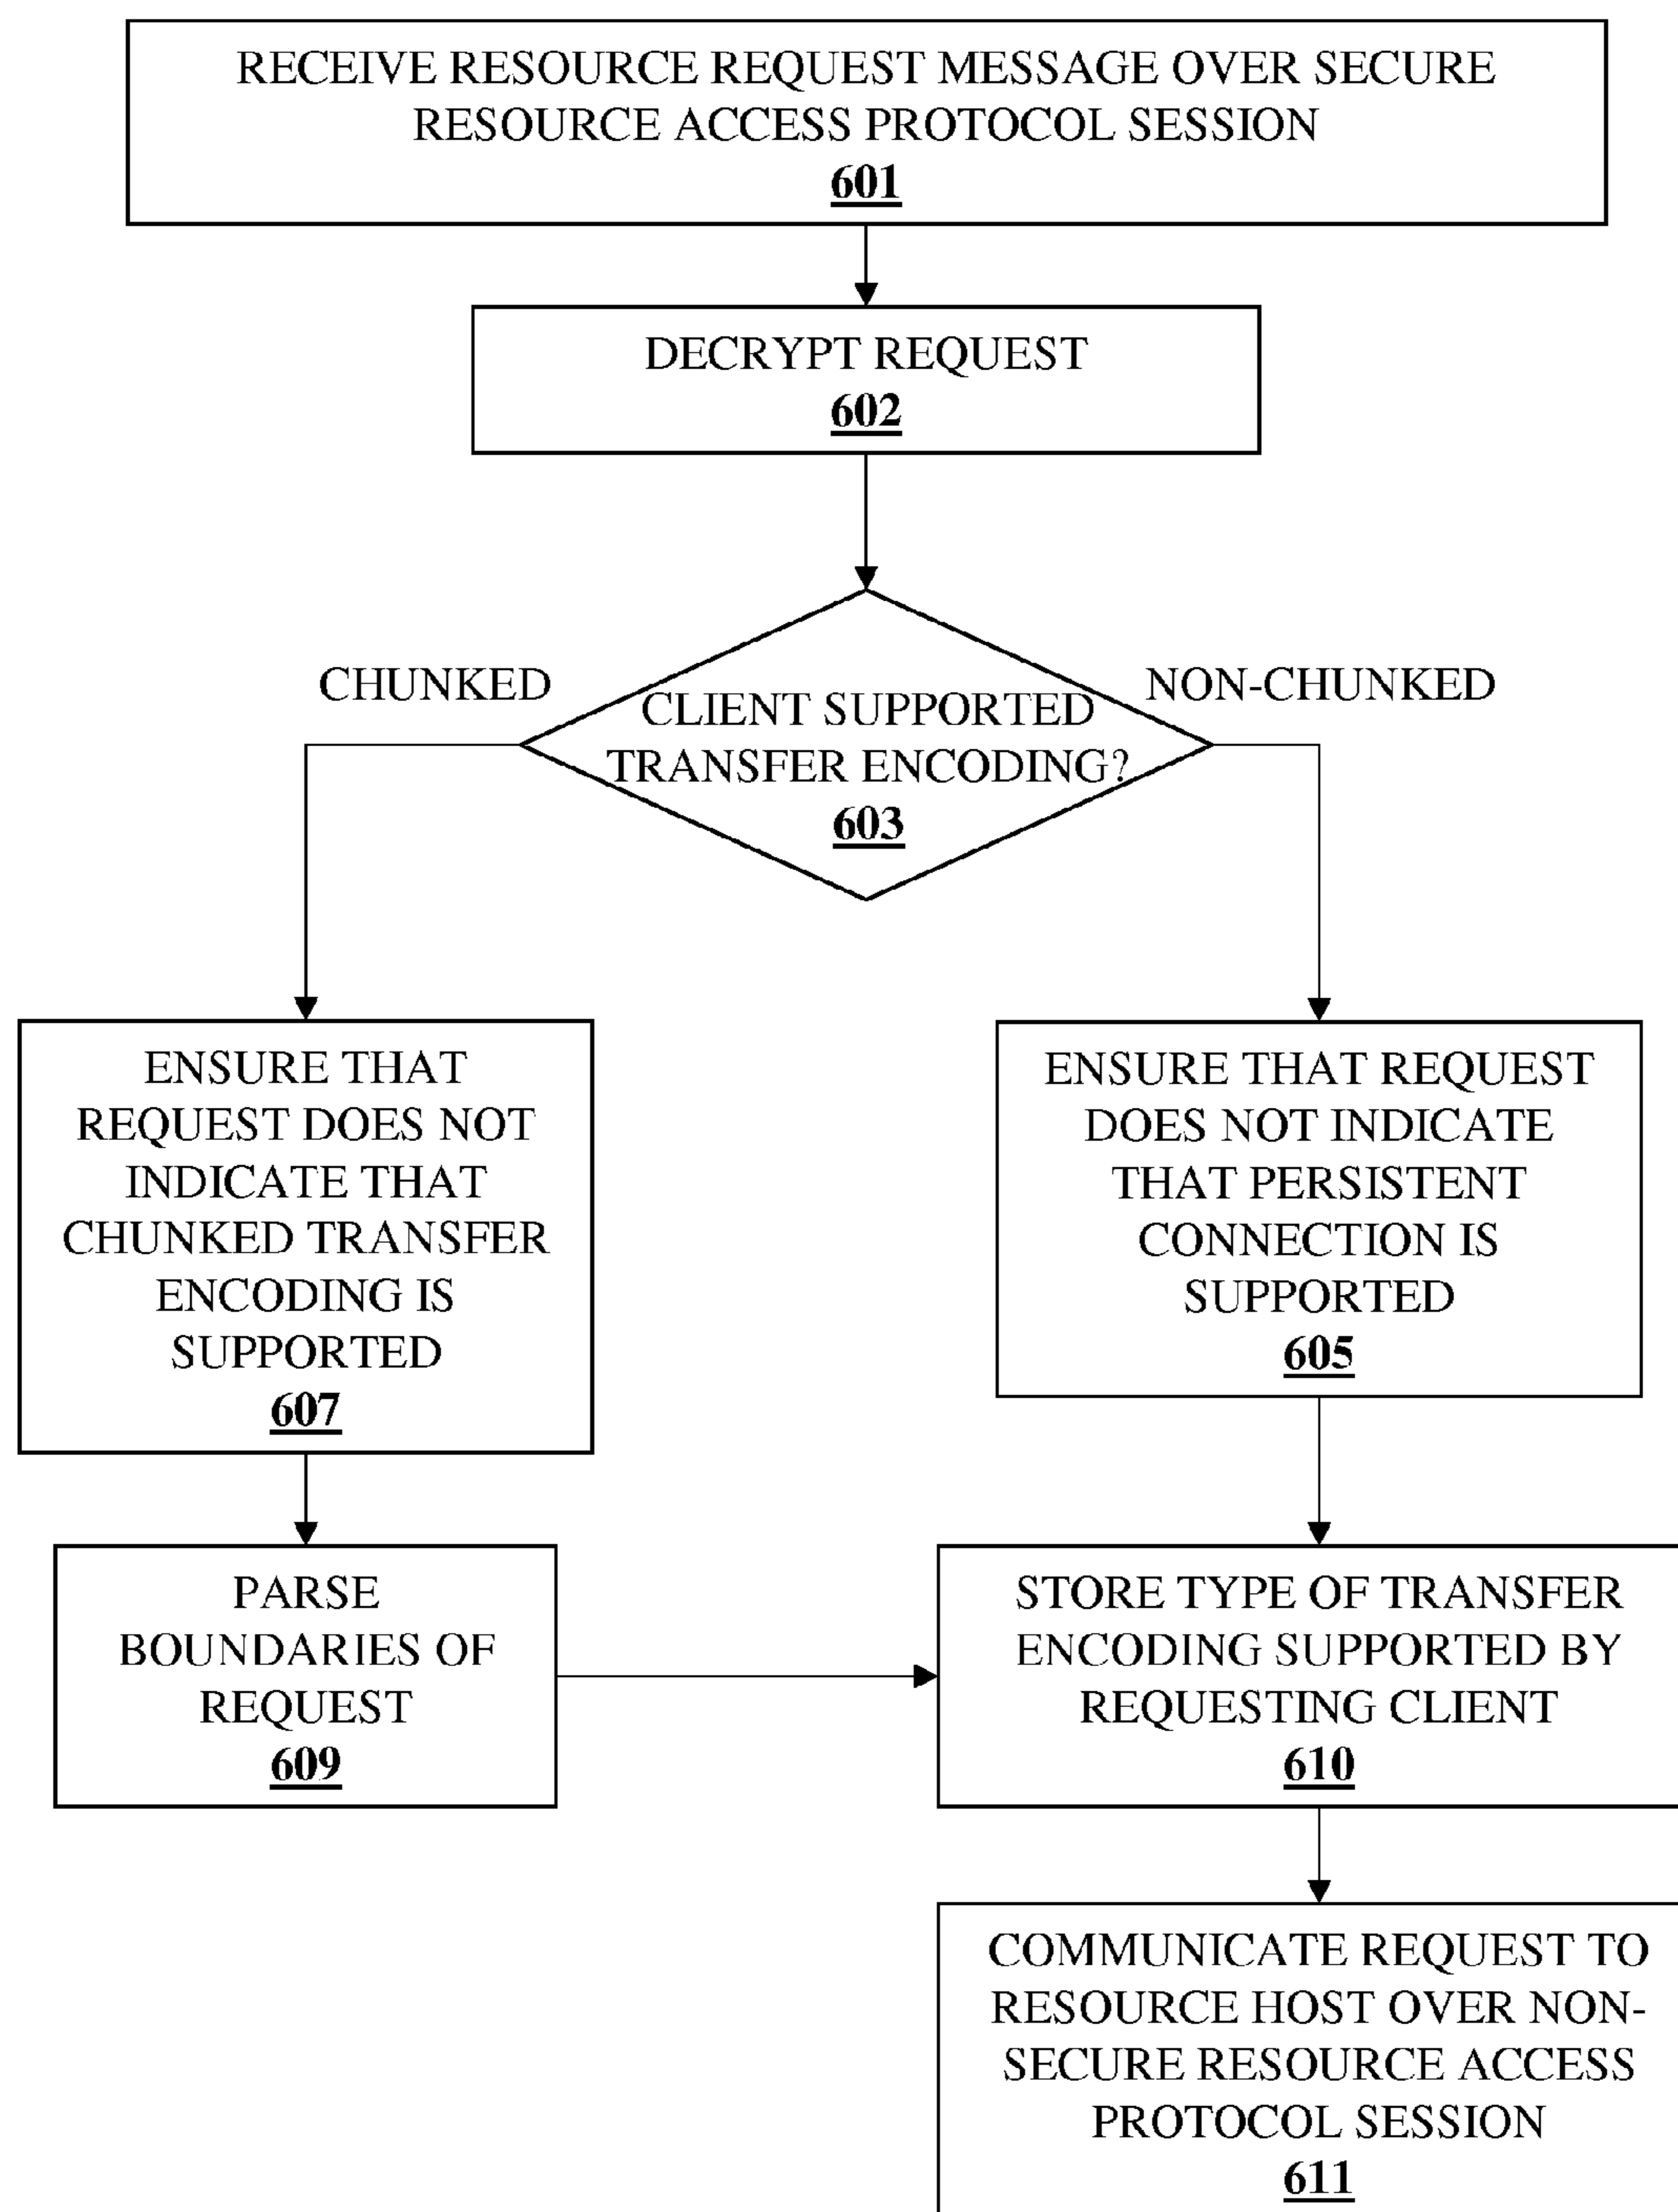 RECEIVE RESOURCE REQUEST MESSAGE OVER SECURE
RESOURCE ACCESS PROTOCOL SESSION
601
DECRYPT REQUEST
602
CHUNKED
NON-CHUNKED
CLIENT SUPPORTED
TRANSFER ENCODING?
603
ENSURE THAT
REQUEST DOES NOT
INDICATE THAT
CHUNKED TRANSFER
ENCODING IS
SUPPORTED
607
ENSURE THAT REQUEST
DOES NOT INDICATE
THAT PERSISTENT
CONNECTION IS
SUPPORTED
605
PARSE
BOUNDARIES OF
REQUEST
609
STORE TYPE OF TRANSFER
ENCODING SUPPORTED BY
REQUESTING CLIENT
610
COMMUNICATE REQUEST TO
RESOURCE HOST OVER NON-
SECURE RESOURCE ACCESS
PROTOCOL SESSION
611